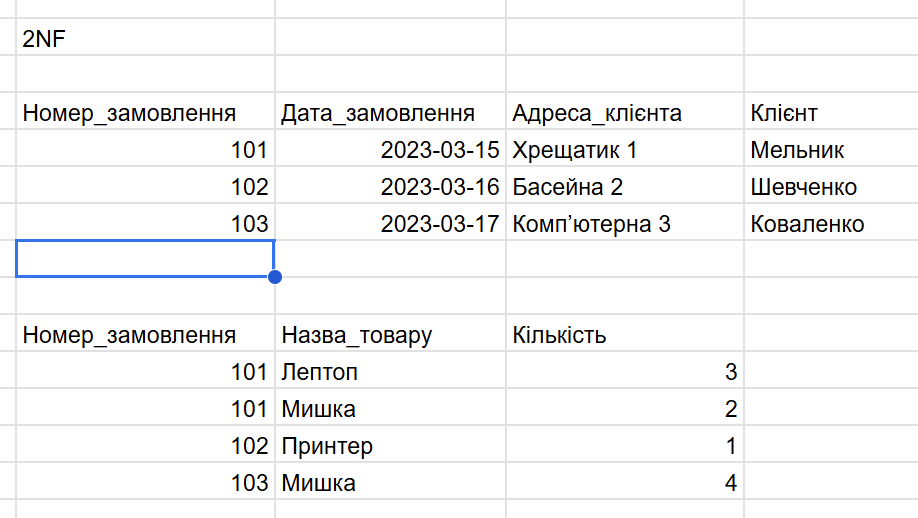 2NF
Номер_замовлення Дата_замовлення Адреса_клієнта Клієнт
101 2023-03-15 Хрещатик 1 Мельник
102 2023-03-16 Басейна 2 Шевченко
103 2023-03-17 Комп’ютерна 3 Коваленко
Номер_замовлення Назва_товару Кількість
101 Лептоп 3
101 Мишка 2
102 Принтер 1
103 Мишка 4